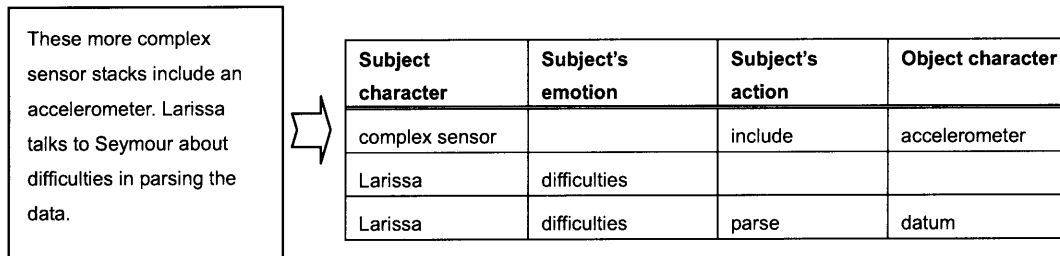 These more complex
sensor stacks include an
accelerometer. Larissa
talks to Seymour about
difficulties in parsing the
data.
Subject character Subject's emotion Subject's action Object character
complex sensor include accelerometer
Larissa difficulties
Larissa difficulties parse datum